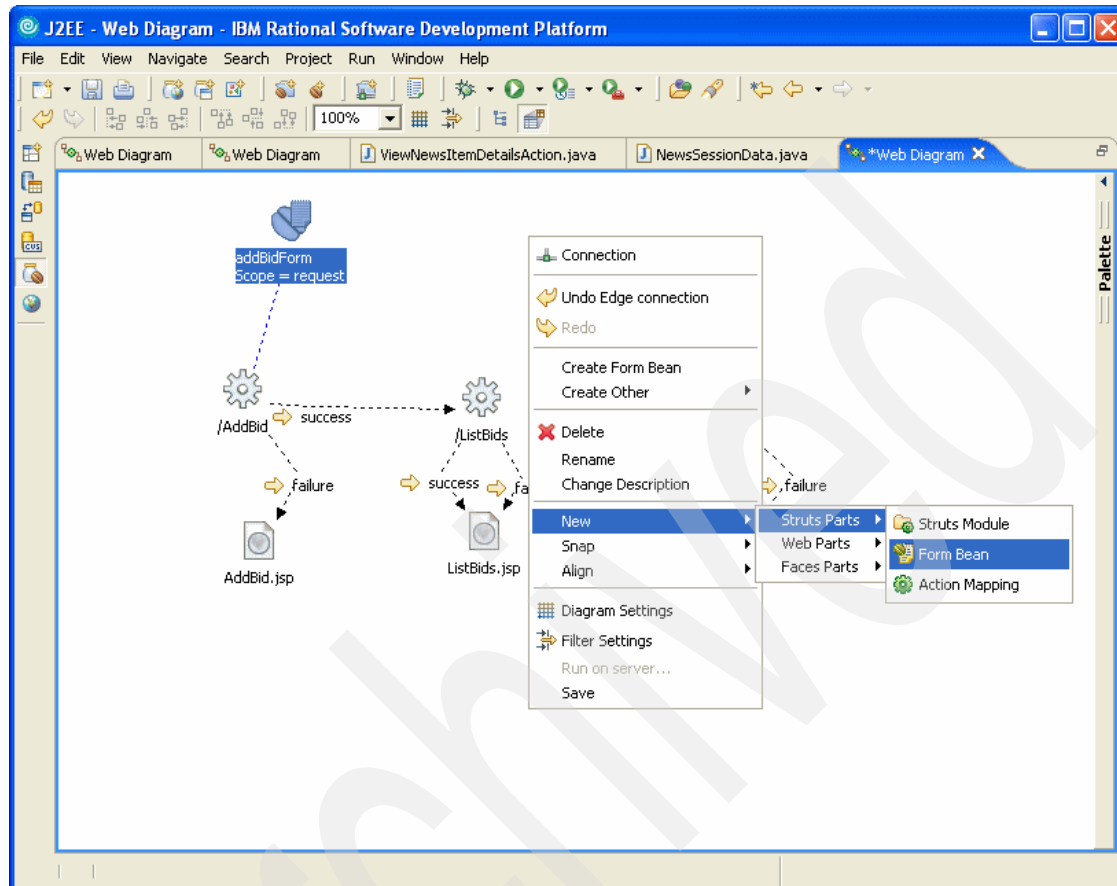 J2EE - Web Diagram - IBM Rational Software Development Platform
File Edit View Navigate Search Project Run Window Help
100%
Web Diagram
Web Diagram
ViewNewsItemDetailsAction.java
NewsSessionData.java
*Web Diagram
CVS
Palette
addBidForm
Scope = request
Connection
Undo Edge connection
Redo
Create Form Bean
Create Other
Delete
Rename
Change Description
New
Snap
Align
Diagram Settings
Filter Settings
Run on server...
Save
/AddBid
success
/ListBids
failure
success
fa
failure
AddBid.jsp
ListBids.jsp
Struts Parts
Web Parts
Faces Parts
Struts Module
Form Bean
Action Mapping